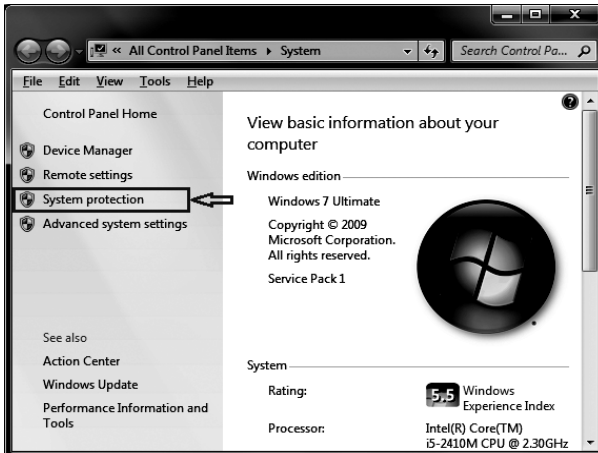 « All Control Panel Items ▸ System
Search Control Pa...
File Edit View Tools Help
Control Panel Home
Device Manager
Remote settings
System protection
Advanced system settings
See also
Action Center
Windows Update
Performance Information and
Tools
View basic information about your
computer
Windows edition
Windows 7 Ultimate
Copyright © 2009
Microsoft Corporation.
All rights reserved.
Service Pack 1
System
Rating:
5.5 Windows
Experience Index
Processor:
Intel(R) Core(TM)
i5-2410M CPU @ 2.30GHz